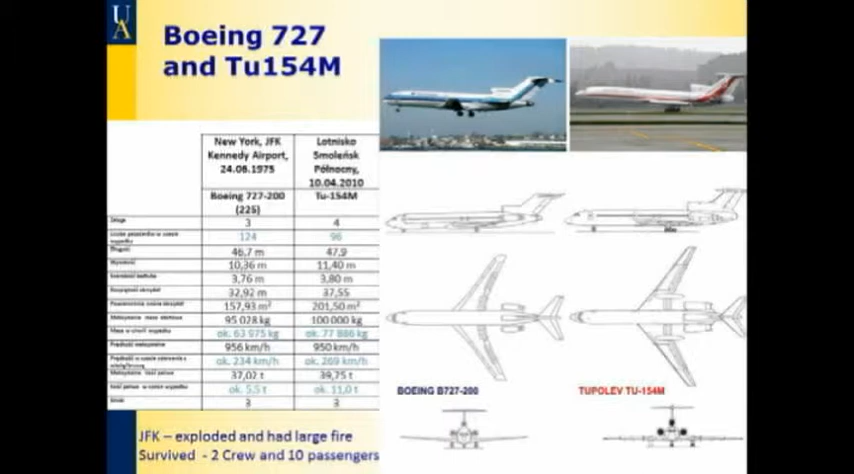 UA
Boeing 727
and Tu154M
New York, JFK
Kennedy Airport,
24.06.1975
Lotnisko
Smoleńsk
Północny,
10.04.2010
Boeing 727-200
(225)
Tu-154M
3 4
124 96
Długość 46,7 m 47,9
10,36 m 11,40 m
3,76 m 3,80 m
32,92 m 37,55
157,93 m² 201,50 m²
95 028 kg 100 000 kg
ok. 63 975 kg ok. 77 886 kg
956 km/h 950 km/h
ok. 234 km/h ok. 269 km/h
37,02 t 39,75 t
ok. 5,5 t ok. 11,0 t
3 3
JFK – exploded and had large fire
Survived - 2 Crew and 10 passengers
BOEING B727-200
TUPOLEV TU-154M